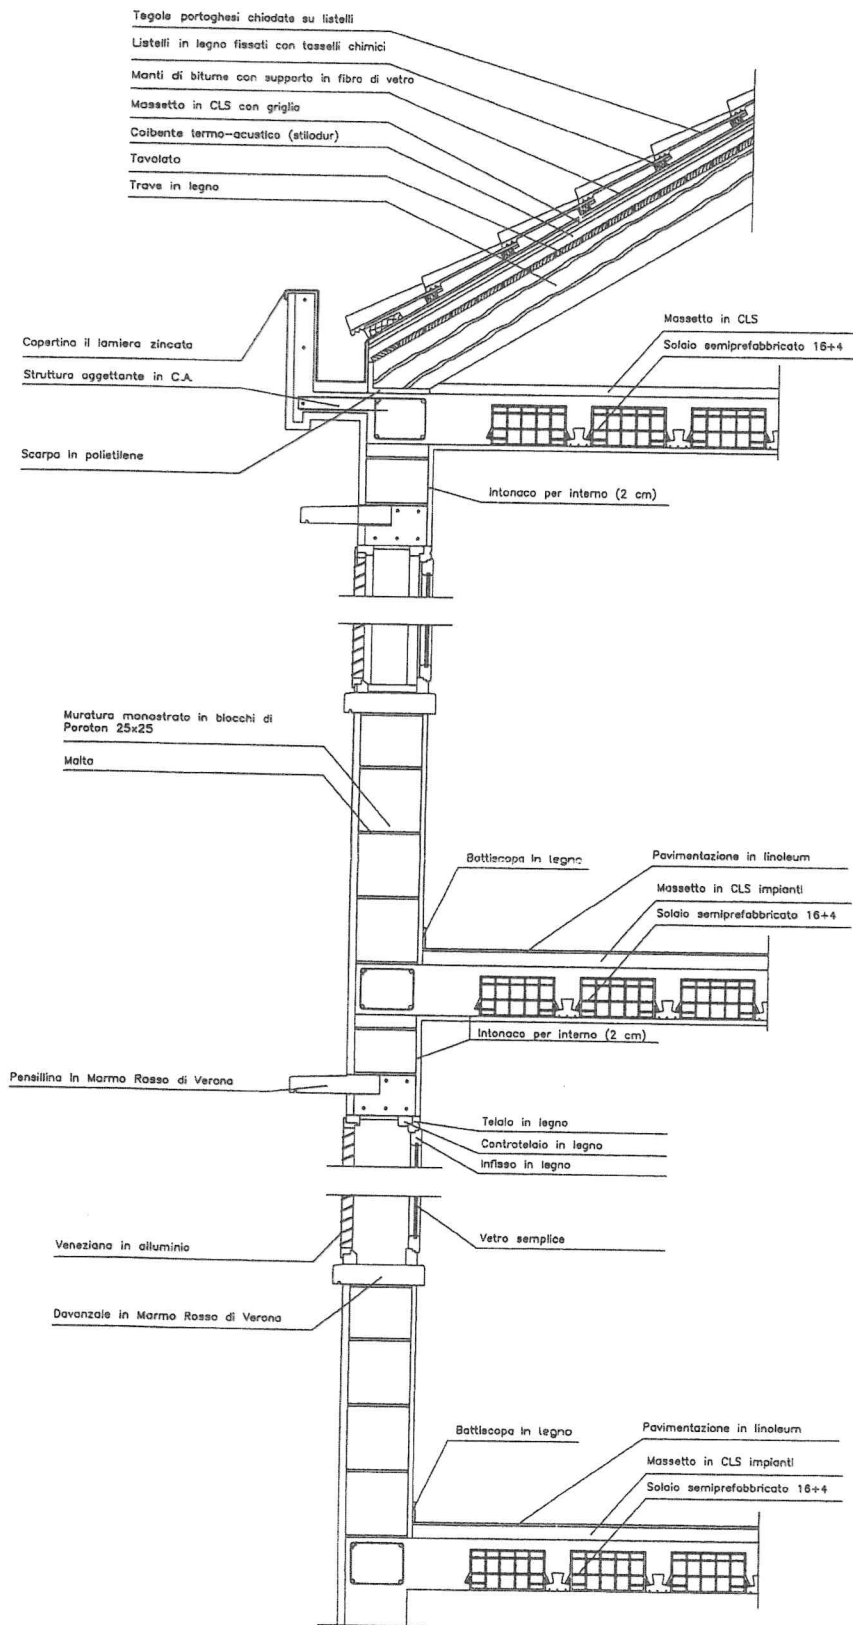 Tegole portoghesi chiodate su listelli
Listelli in legno fissati con tasselli chimici
Manti di bitume con supporto in fibra di vetro
Massetto in CLS con griglia
Coibente termo-acustico (stilodur)
Tavolato
Trave in legno
Copertina il lamiera zincata
Struttura aggettante in C.A.
Scarpa in polietilene
Massetto in CLS
Solaio semiprefabbricato 16+4
Intonaco per interno (2 cm)
Muratura monostrato in blocchi di
Poroton 25x25
Malta
Battiscopa in legno
Pavimentazione in linoleum
Massetto in CLS impianti
Solaio semiprefabbricato 16+4
Intonaco per interno (2 cm)
Pensillina in Marmo Rosso di Verona
Telaio in legno
Controtelaio in legno
Infisso in legno
Veneziana in alluminio
Vetro semplice
Davanzale in Marmo Rosso di Verona
Battiscopa in legno
Pavimentazione in linoleum
Massetto in CLS impianti
Solaio semiprefabbricato 16+4